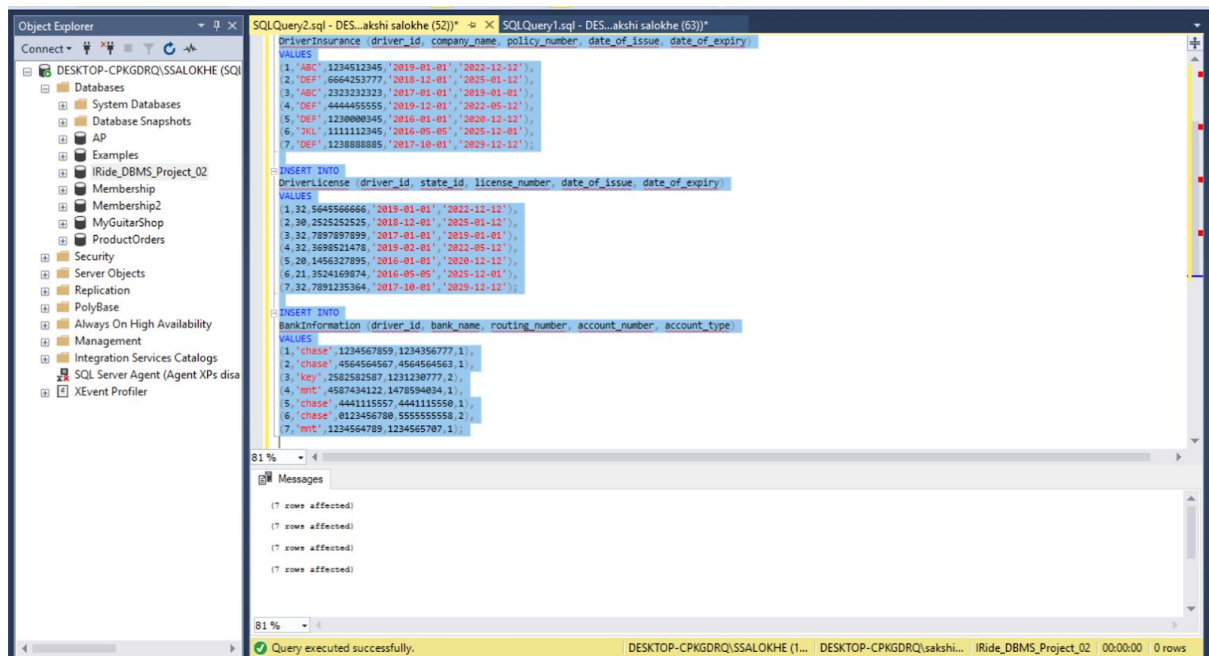 Object Explorer
Connect
DESKTOP-CPKGDRQ\SSALOKHE (SQL
Databases
System Databases
Database Snapshots
AP
Examples
IRide_DBMS_Project_02
Membership
Membership2
MyGuitarShop
ProductOrders
Security
Server Objects
Replication
PolyBase
Always On High Availability
Management
Integration Services Catalogs
SQL Server Agent (Agent XPs disa
XEvent Profiler
SQLQuery2.sql - DES...akshi salokhe (52))* SQLQuery1.sql - DES...akshi salokhe (63))*
DriverInsurance (driver_id, company_name, policy_number, date_of_issue, date_of_expiry)
VALUES
(1,'ABC',1234512345,'2019-01-01','2022-12-12'),
(2,'DEF',6664253777,'2018-12-01','2025-01-12'),
(3,'ABC',2323232323,'2017-01-01','2019-01-01'),
(4,'DEF',4444455555,'2019-12-01','2022-05-12'),
(5,'DEF',1230000345,'2016-01-01','2020-12-12'),
(6,'JKL',1111112345,'2016-05-05','2025-12-01'),
(7,'DEF',1238888885,'2017-10-01','2029-12-12');
INSERT INTO
DriverLicense (driver_id, state_id, license_number, date_of_issue, date_of_expiry)
VALUES
(1,32,5645566666,'2019-01-01','2022-12-12'),
(2,30,2525252525,'2018-12-01','2025-01-12'),
(3,32,7897897899,'2017-01-01','2019-01-01'),
(4,32,3698521478,'2019-02-01','2022-05-12'),
(5,20,1456327895,'2016-01-01','2020-12-12'),
(6,21,3524169874,'2016-05-05','2025-12-01'),
(7,32,7891235364,'2017-10-01','2029-12-12');
INSERT INTO
BankInformation (driver_id, bank_name, routing_number, account_number, account_type)
VALUES
(1,'chase',1234567859,1234356777,1),
(2,'chase',4564564567,4564564563,1),
(3,'key',2582582587,1231230777,2),
(4,'mnt',4587434122,1478594034,1),
(5,'chase',4441115557,4441115550,1),
(6,'chase',0123456780,5555555558,2),
(7,'mnt',1234564789,1234565707,1);
81 %
Messages
(7 rows affected)
(7 rows affected)
(7 rows affected)
(7 rows affected)
81 %
Query executed successfully. DESKTOP-CPKGDRQ\SSALOKHE (1... DESKTOP-CPKGDRQ\sakshi... IRide_DBMS_Project_02 00:00:00 0 rows